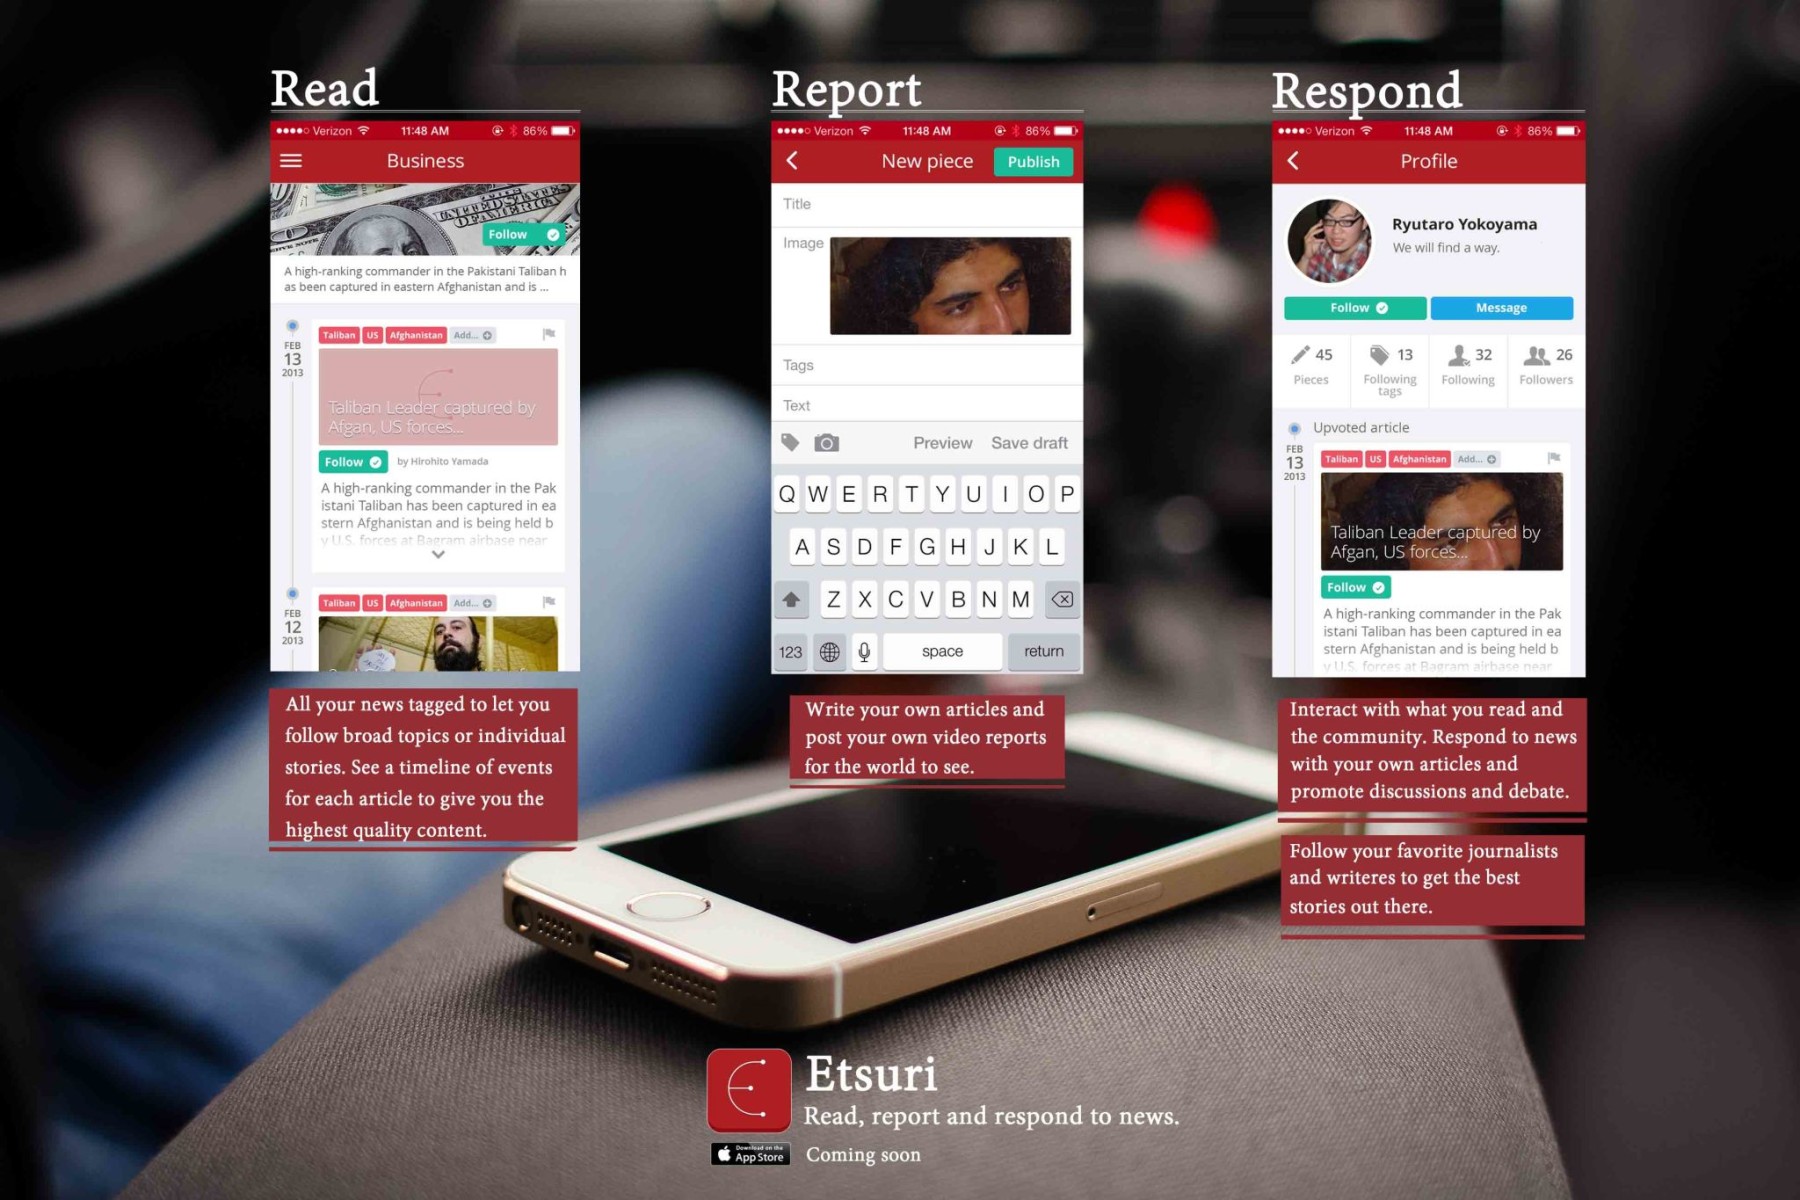 Read
Verizon 11:48 AM 86%
Business
Follow
A high-ranking commander in the Pakistani Taliban h
as been captured in eastern Afghanistan and is ...
FEB
13
2013
Taliban US Afghanistan Add...
Taliban Leader captured by
Afgan, US forces...
Follow by Hirohito Yamada
A high-ranking commander in the Pak
istani Taliban has been captured in ea
stern Afghanistan and is being held b
y U.S. forces at Bagram airbase near
FEB
12
2013
Taliban US Afghanistan Add...
All your news tagged to let you
follow broad topics or individual
stories. See a timeline of events
for each article to give you the
highest quality content.
Report
Verizon 11:48 AM 86%
New piece Publish
Title
Image
Tags
Text
Preview Save draft
Q W E R T Y U I O P
A S D F G H J K L
Z X C V B N M
123 space return
Write your own articles and
post your own video reports
for the world to see.
Respond
Verizon 11:48 AM 86%
Profile
Ryutaro Yokoyama
We will find a way.
Follow Message
45 13 32 26
Pieces Following tags Following Followers
Upvoted article
FEB
13
2013
Taliban US Afghanistan Add...
Taliban Leader captured by
Afgan, US forces...
Follow
A high-ranking commander in the Pak
istani Taliban has been captured in ea
stern Afghanistan and is being held b
y U.S. forces at Bagram airbase near
Interact with what you read and
the community. Respond to news
with your own articles and
promote discussions and debate.
Follow your favorite journalists
and writeres to get the best
stories out there.
Etsuri
Read, report and respond to news.
Download on the
App Store
Coming soon